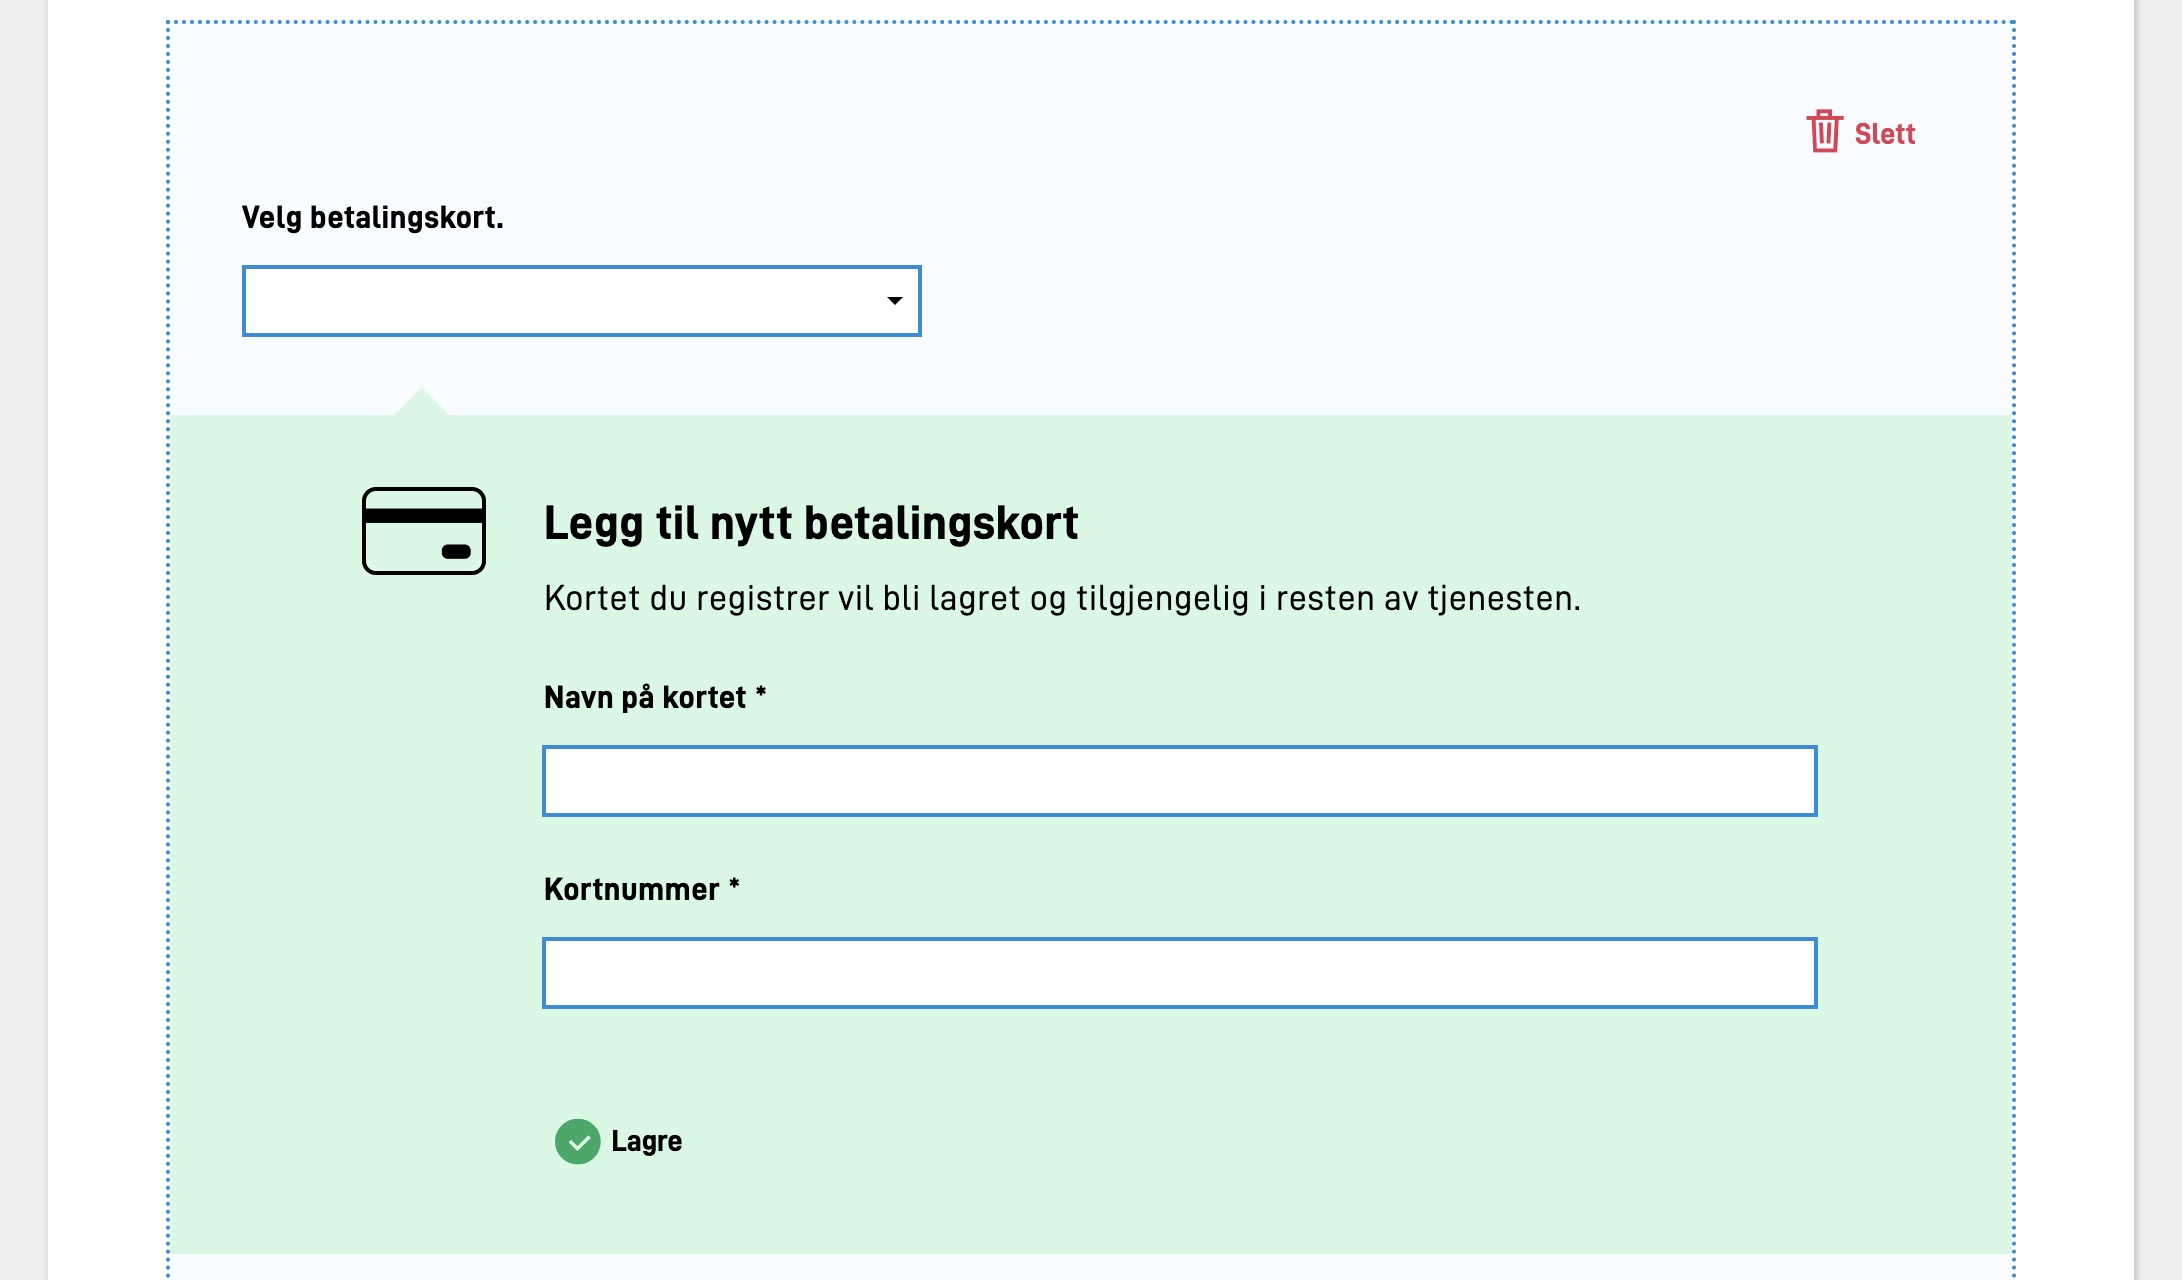 Slett
Velg betalingskort.
Legg til nytt betalingskort
Kortet du registrer vil bli lagret og tilgjengelig i resten av tjenesten.
Navn på kortet *
Kortnummer *
Lagre